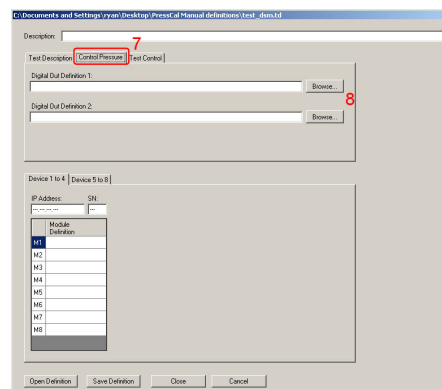 C:\Documents and Settings\ryan\Desktop\PressCal Manual definitions\test_dsm.td
Description:
7
Test Description Control Pressure Test Control
Digital Out Definition 1:
Browse...
8
Digital Out Definition 2:
Browse...
Device 1 to 4 Device 5 to 8
IP Address: SN:
---.---.---.--- ---
Module Definition
M1
M2
M3
M4
M5
M6
M7
M8
Open Definition Save Definition Close Cancel